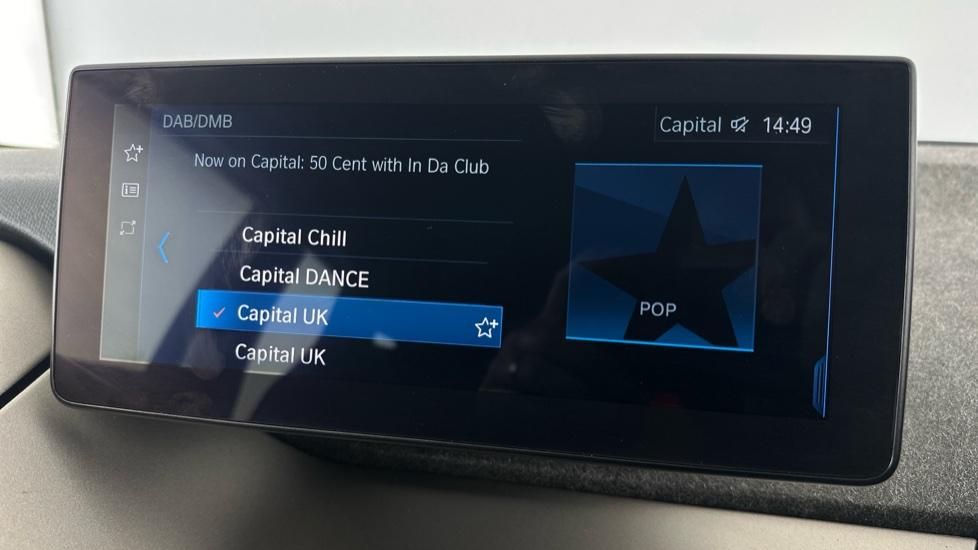 DAB/DMB
Capital 14:49
Now on Capital: 50 Cent with In Da Club
Capital Chill
Capital DANCE
Capital UK
Capital UK
POP